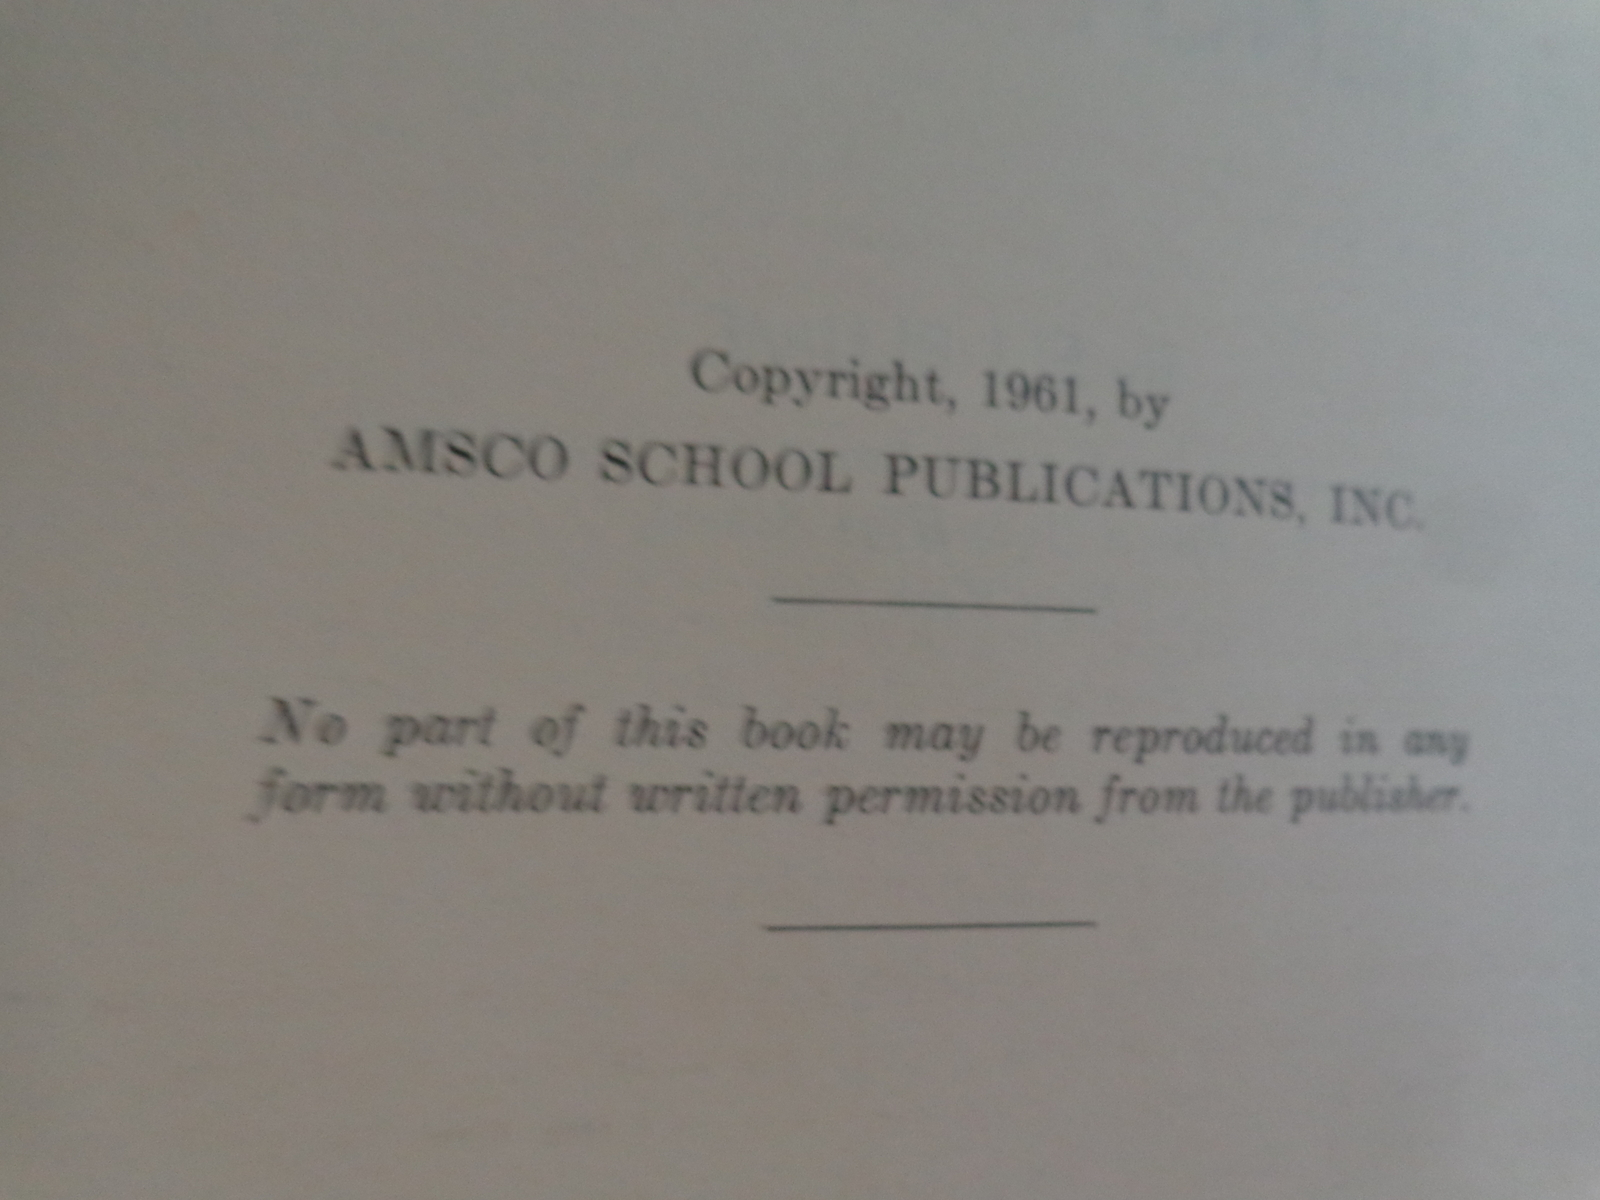 Copyright, 1961, by
AMSCO SCHOOL PUBLICATIONS, INC.
No part of this book may be reproduced in any
form without written permission from the publisher.